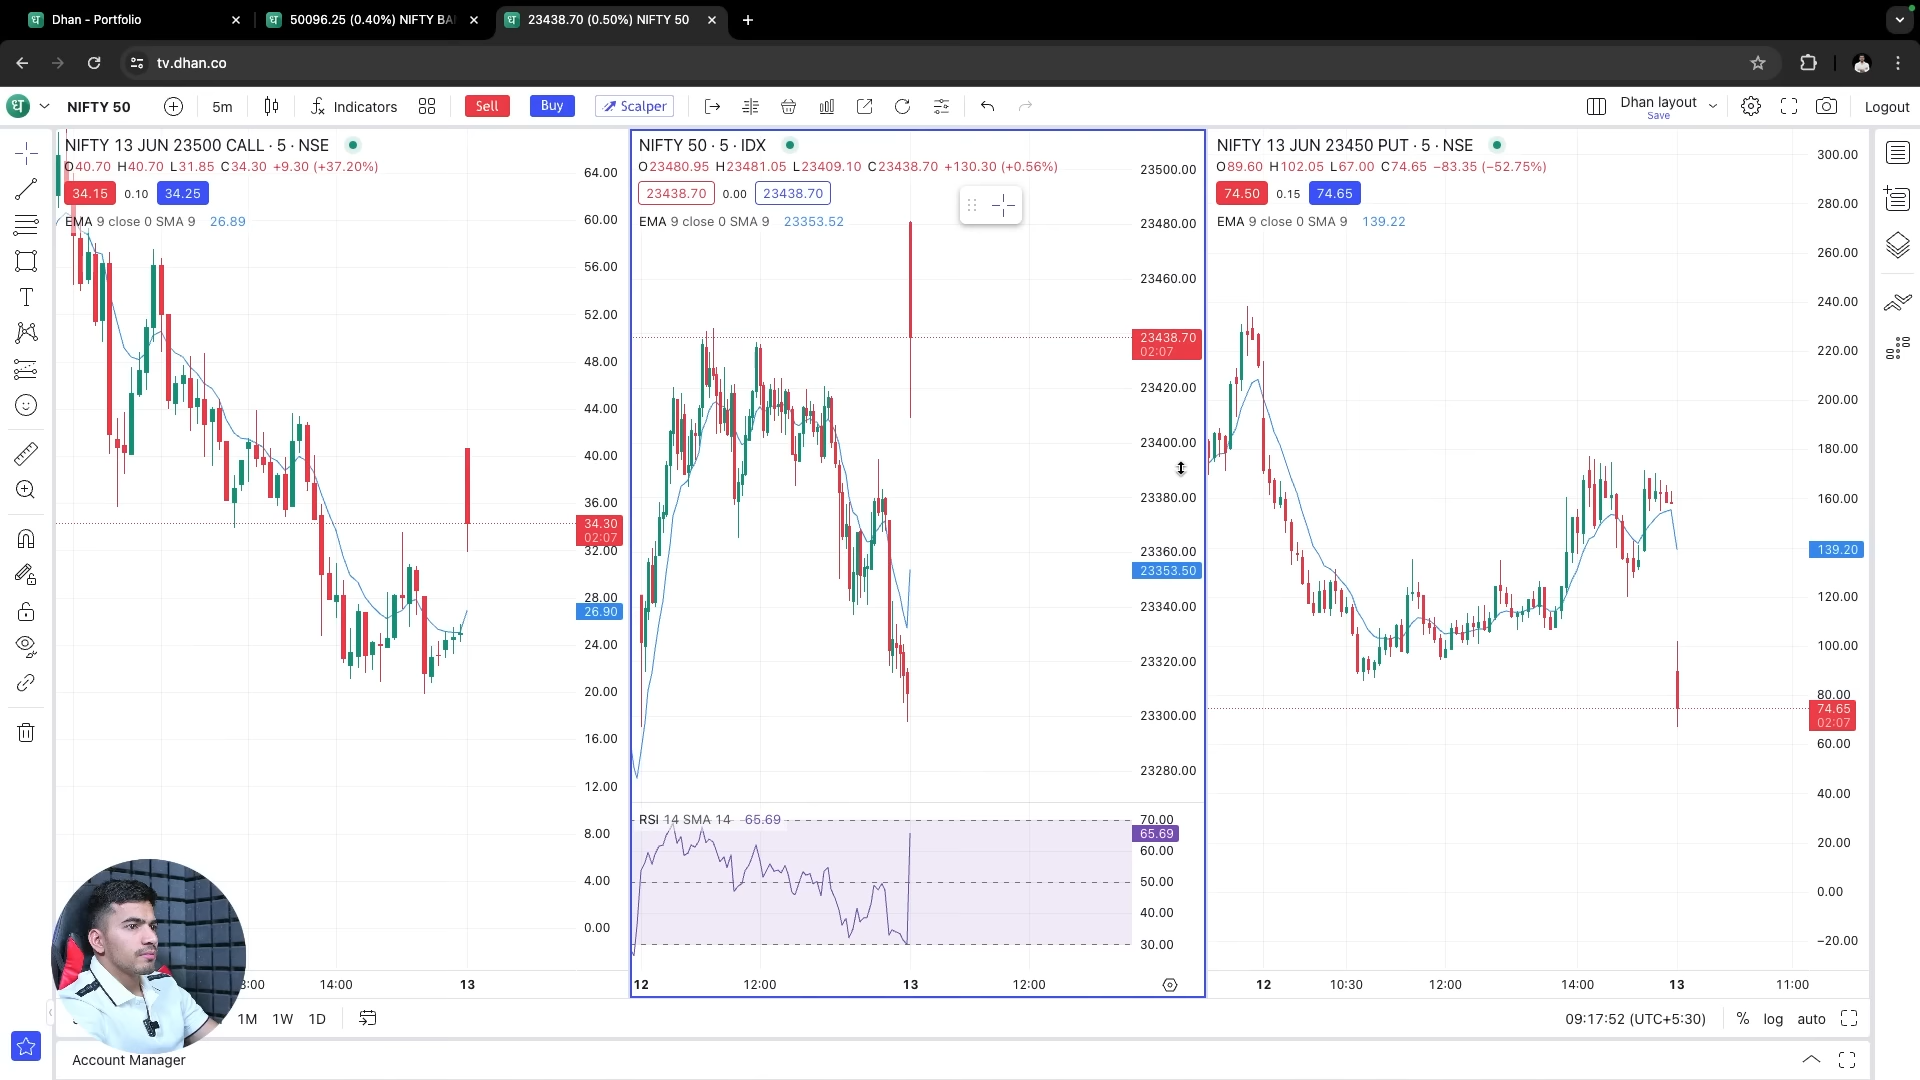 Dhan - Portfolio
50096.25 (0.40%) NIFTY BA
23438.70 (0.50%) NIFTY 50
tv.dhan.co
ध
NIFTY 50
5m
Indicators
Sell
Buy
Scalper
Dhan layout
Save
Logout
NIFTY 13 JUN 23500 CALL · 5 · NSE
O40.70 H40.70 L31.85 C34.30 +9.30 (+37.20%)
34.15 0.10 34.25
EMA 9 close 0 SMA 9 26.89
64.00
60.00
56.00
52.00
48.00
44.00
40.00
36.00
34.30
02:07
32.00
28.00
26.90
24.00
20.00
16.00
12.00
8.00
4.00
0.00
14:00
13
NIFTY 50 · 5 · IDX
O23480.95 H23481.05 L23409.10 C23438.70 +130.30 (+0.56%)
23438.70 0.00 23438.70
EMA 9 close 0 SMA 9 23353.52
23500.00
23480.00
23460.00
23438.70
02:07
23420.00
23400.00
23380.00
23360.00
23353.50
23340.00
23320.00
23300.00
23280.00
RSI 14 SMA 14 65.69
70.00
65.69
60.00
50.00
40.00
30.00
12 12:00 13 12:00
NIFTY 13 JUN 23450 PUT · 5 · NSE
O89.60 H102.05 L67.00 C74.65 −83.35 (−52.75%)
74.50 0.15 74.65
EMA 9 close 0 SMA 9 139.22
300.00
280.00
260.00
240.00
220.00
200.00
180.00
160.00
139.20
120.00
100.00
80.00
74.65
02:07
60.00
40.00
20.00
0.00
−20.00
12 10:30 12:00 14:00 13 11:00
1M 1W 1D
09:17:52 (UTC+5:30) % log auto
Account Manager